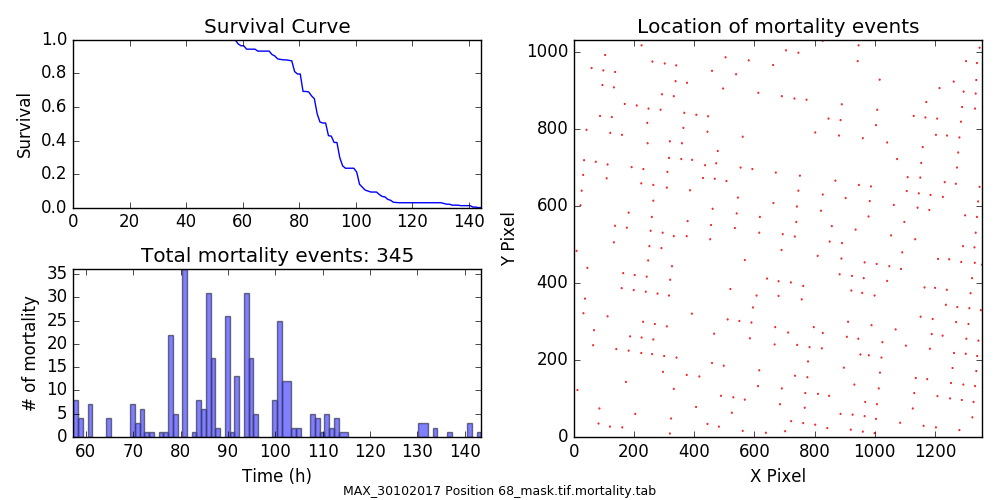 Survival Curve
1.0
0.8
0.6
0.4
0.2
0.0
Survival
0 20 40 60 80 100 120 140
Total mortality events: 345
35
30
25
20
15
10
5
0
# of mortality
60 70 80 90 100 110 120 130 140
Time (h)
Location of mortality events
1000
800
600
400
200
0
Y Pixel
0 200 400 600 800 1000 1200
X Pixel
MAX_30102017 Position 68_mask.tif.mortality.tab